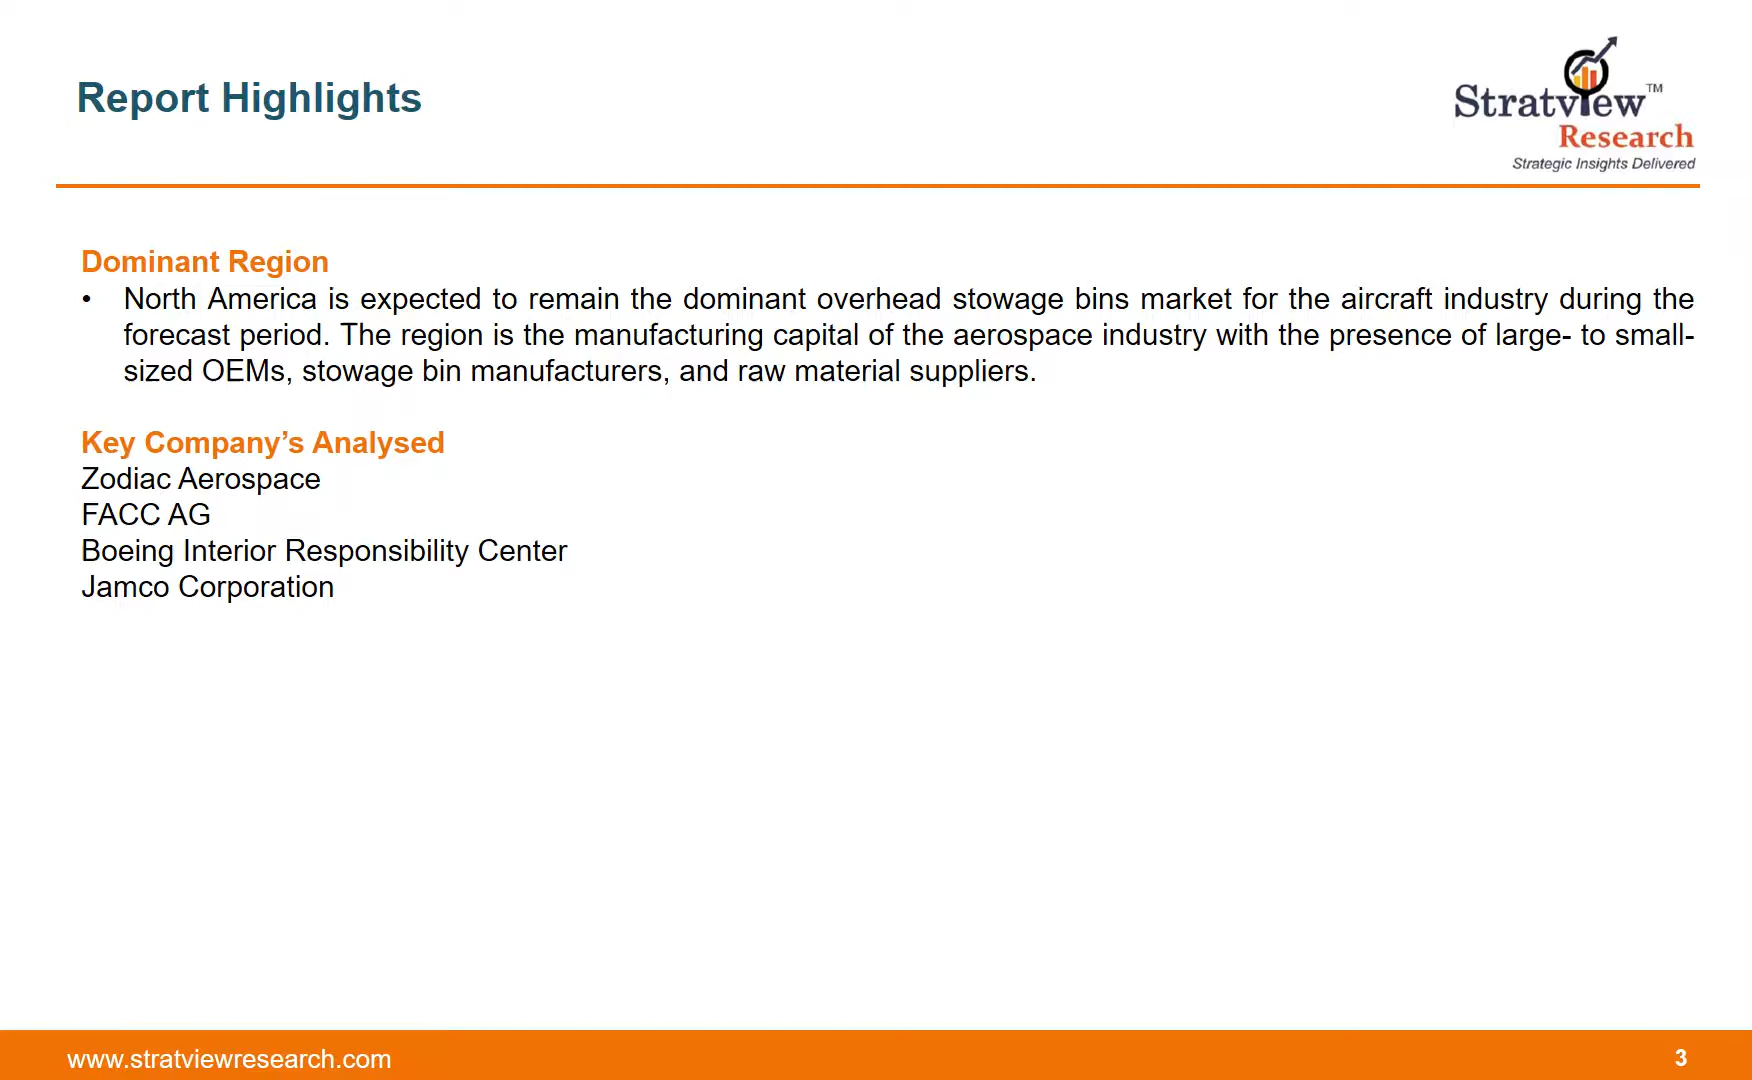 Report Highlights
Stratview™
Research
Strategic Insights Delivered
Dominant Region
• North America is expected to remain the dominant overhead stowage bins market for the aircraft industry during the
forecast period. The region is the manufacturing capital of the aerospace industry with the presence of large- to small-
sized OEMs, stowage bin manufacturers, and raw material suppliers.
Key Company’s Analysed
Zodiac Aerospace
FACC AG
Boeing Interior Responsibility Center
Jamco Corporation
www.stratviewresearch.com
3